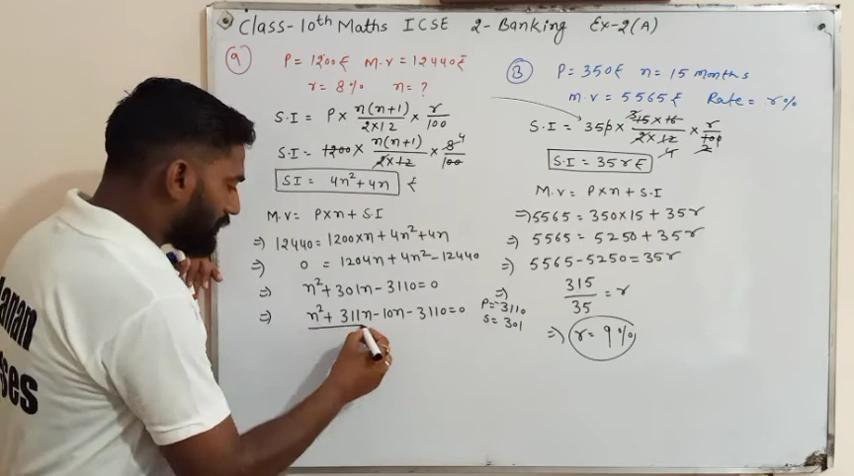 Class-10th Maths ICSE 2-Banking Ex-2(A)
9 P=1200₹ M.V=12440₹
r=8% n=?
S.I = P× n(n+1)/2×12 × r/100
S.I = 1200× n(n+1)/2×12 × 8/100
SI = 4n²+4n ₹
M.V = P×n + S.I
⇒) 12440=1200×n+4n²+4n
⇒) 0 = 1204n+4n²-12440
⇒) n²+301n-3110=0
⇒) n²+311n-10n-3110=0
P=-3110
S=301
B P=350₹ n=15 months
M.V=5565₹ Rate=r%
S.I = 350× 15×16/2×12 × r/100
S.I=35r₹
M.V = P×n+S.I
⇒) 5565=350×15+35r
⇒) 5565=5250+35r
⇒) 5565-5250=35r
⇒) 315/35 = r
⇒) r=9%
anam
sses